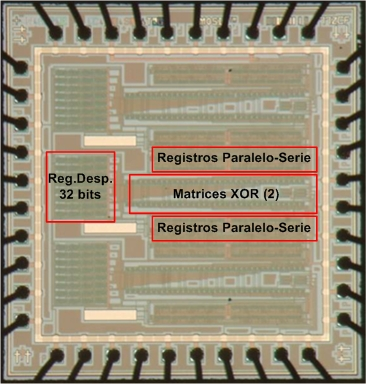 Registros Paralelo-Serie
Reg.Desp.
32 bits
Matrices XOR (2)
Registros Paralelo-Serie